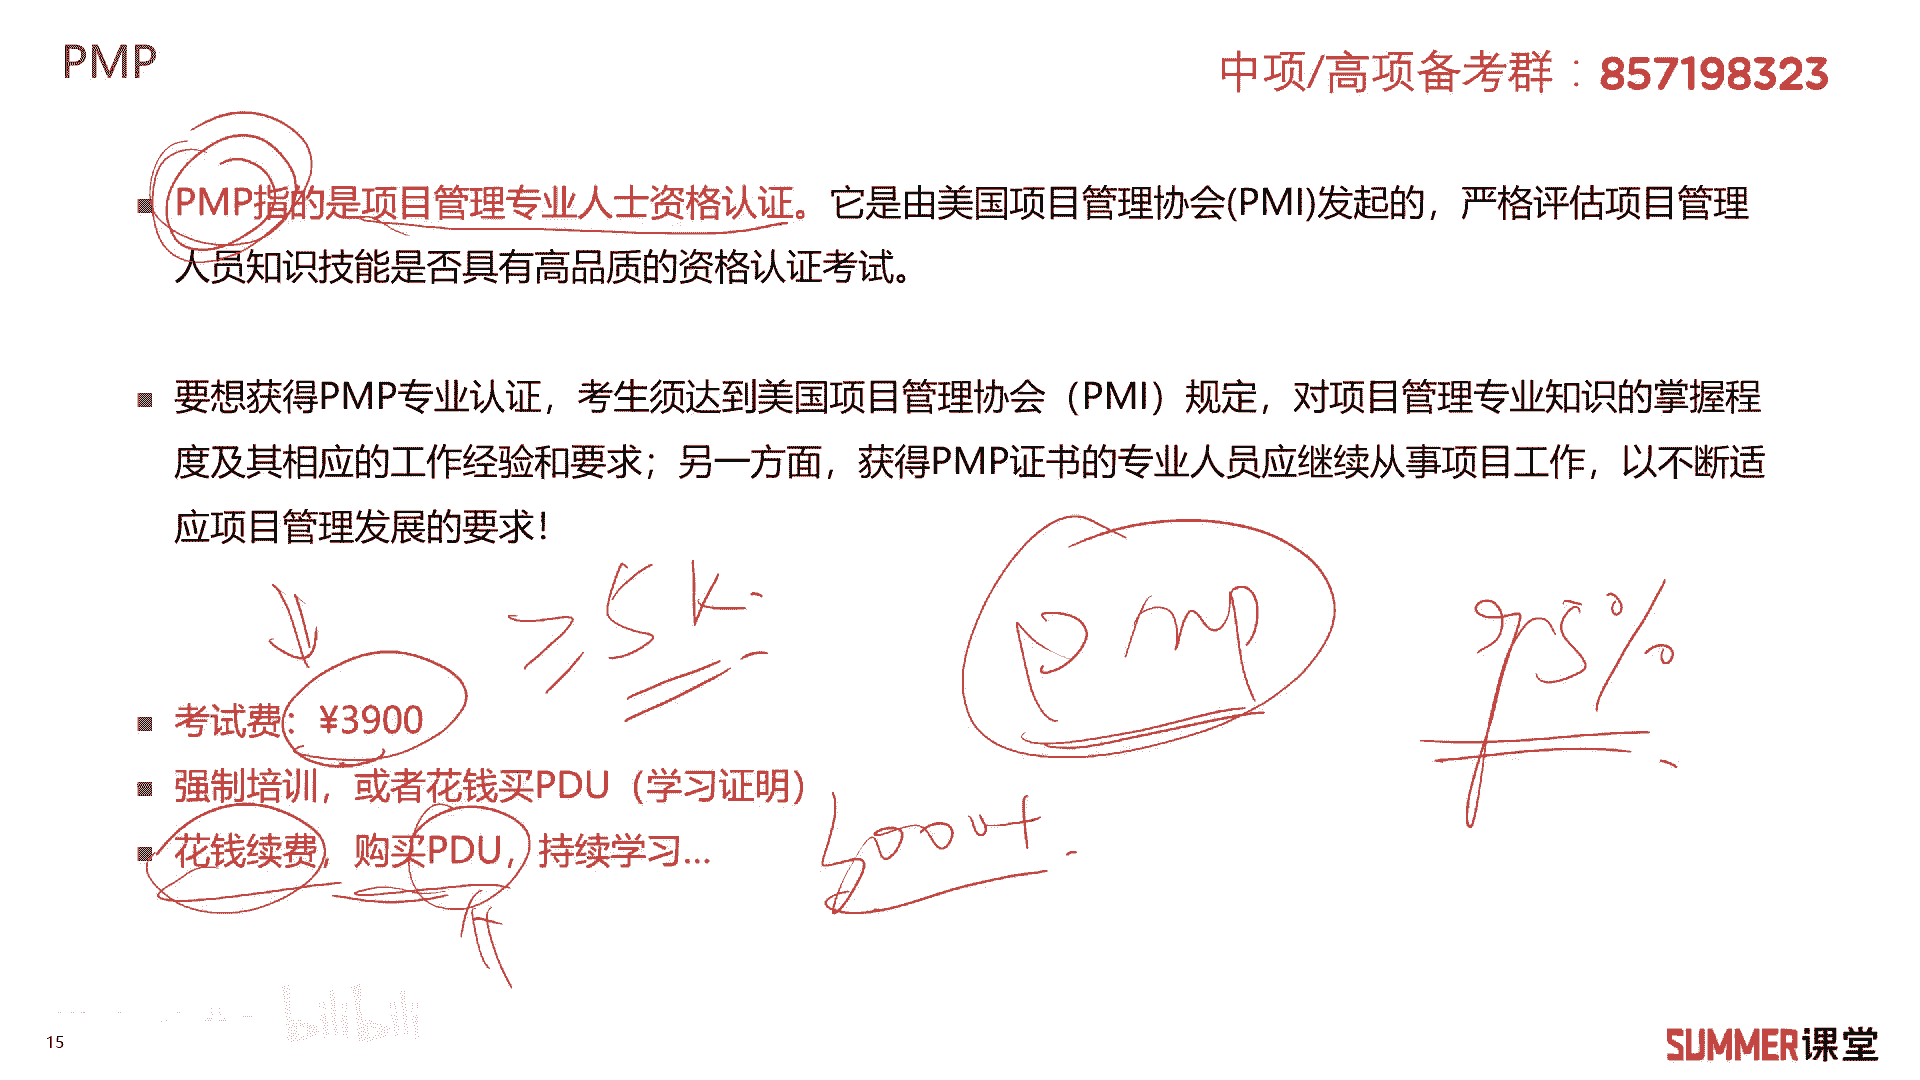 PMP
中项/高项备考群：857198323
PMP指的是项目管理专业人士资格认证。它是由美国项目管理协会(PMI)发起的，严格评估项目管理
人员知识技能是否具有高品质的资格认证考试。
要想获得PMP专业认证，考生须达到美国项目管理协会（PMI）规定，对项目管理专业知识的掌握程
度及其相应的工作经验和要求；另一方面，获得PMP证书的专业人员应继续从事项目工作，以不断适
应项目管理发展的要求！
≥5K
PMP
95%
考试费：¥3900
强制培训，或者花钱买PDU（学习证明）
花钱续费，购买PDU，持续学习...
bilibili
15
SUMMER课堂